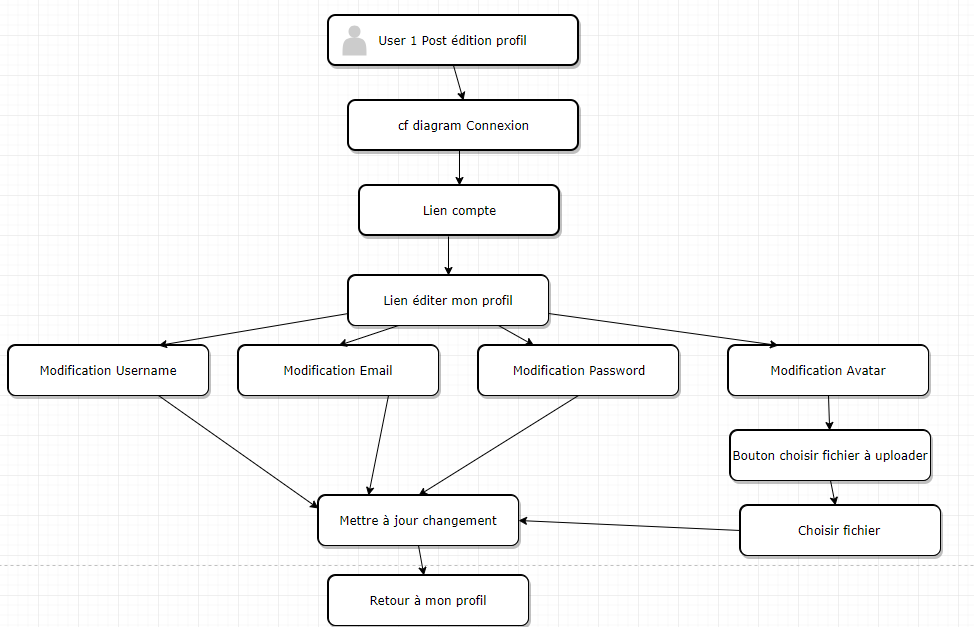 User 1 Post édition profil
cf diagram Connexion
Lien compte
Lien éditer mon profil
Modification Username
Modification Email
Modification Password
Modification Avatar
Bouton choisir fichier à uploader
Mettre à jour changement
Choisir fichier
Retour à mon profil